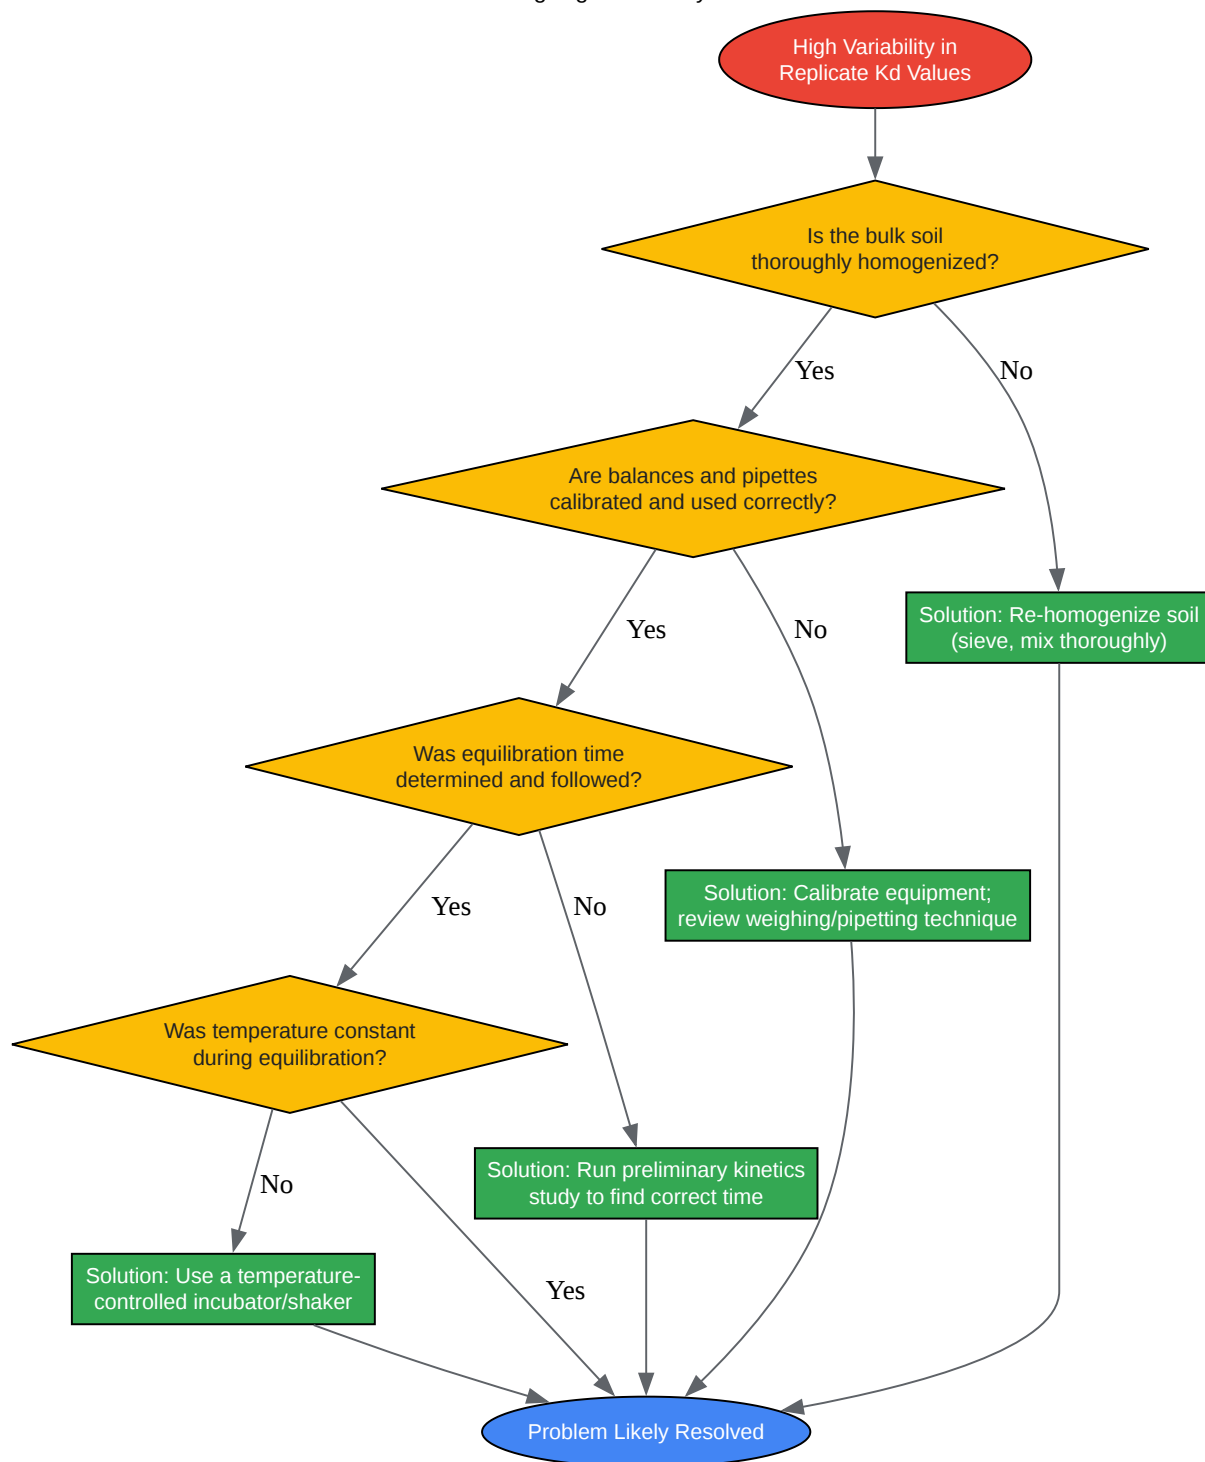 High Variability in
Replicate Kd Values
Is the bulk soil
thoroughly homogenized?
Yes
No
Are balances and pipettes
calibrated and used correctly?
Solution: Re-homogenize soil
(sieve, mix thoroughly)
Yes
No
Was equilibration time
determined and followed?
Solution: Calibrate equipment;
review weighing/pipetting technique
Yes
No
Was temperature constant
during equilibration?
Solution: Run preliminary kinetics
study to find correct time
No
Yes
Solution: Use a temperature-
controlled incubator/shaker
Problem Likely Resolved